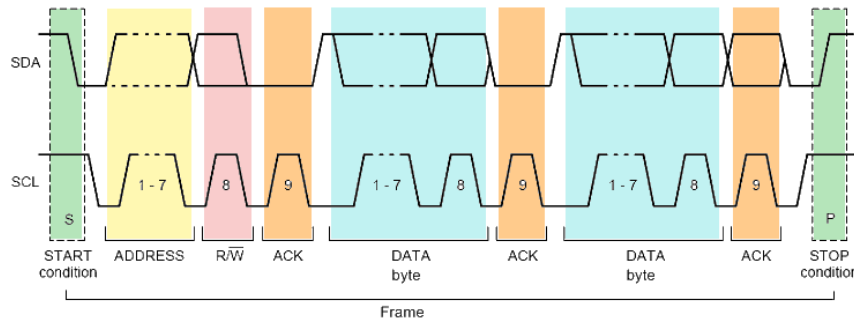 SDA
SCL
1 - 7
8
9
1 - 7
8
9
1 - 7
8
9
S
P
START
condition
ADDRESS
R/W̅
ACK
DATA
byte
ACK
DATA
byte
ACK
STOP
condition
Frame